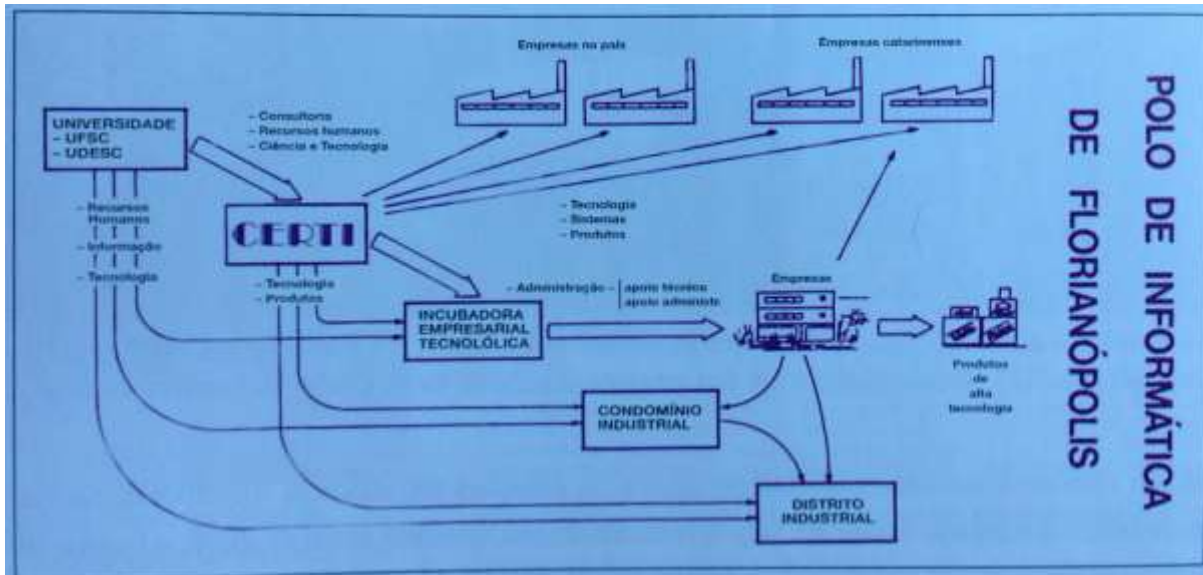 Empresas no país
Empresas catarinenses
POLO DE INFORMÁTICA
DE FLORIANÓPOLIS
UNIVERSIDADE
– UFSC
– UDESC
– Consultoria
– Recursos humanos
– Ciência e Tecnologia
– Recursos
Humanos
– Informação
– Tecnologia
CERTI
– Tecnologia
– Sistemas
– Produtos
– Tecnologia
– Produtos
– Administração –
apoio técnico
apoio administr
Empresas
INCUBADORA
EMPRESARIAL
TECNOLÓLICA
Produtos
de
alta
tecnologia
CONDOMÍNIO
INDUSTRIAL
DISTRITO
INDUSTRIAL